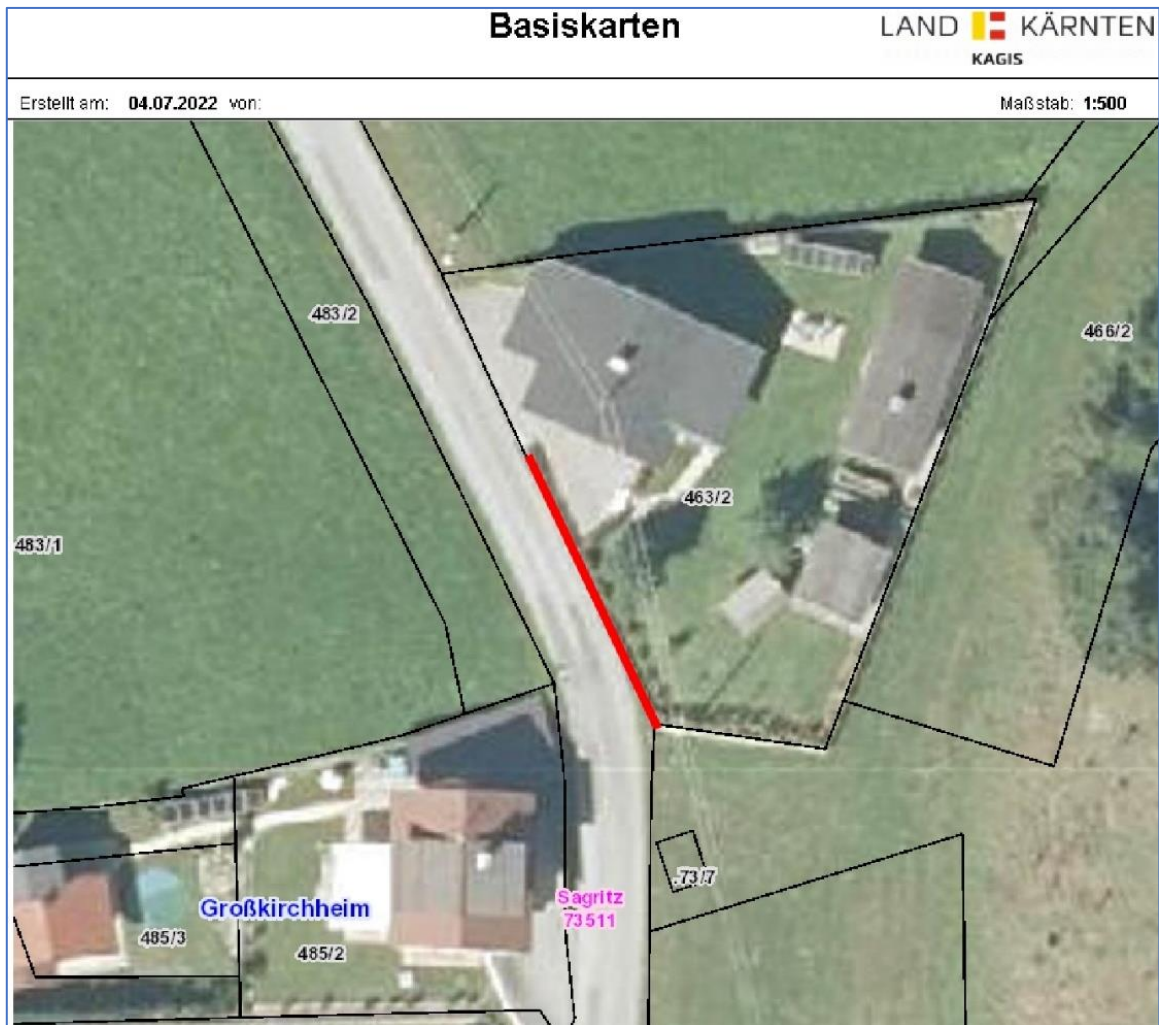 Basiskarten
LAND KÄRNTEN
KAGIS
Erstellt am: 04.07.2022 von:
Maßstab: 1:500
483/2
466/2
463/2
483/1
.73/7
Sagritz
73511
Großkirchheim
485/3
485/2